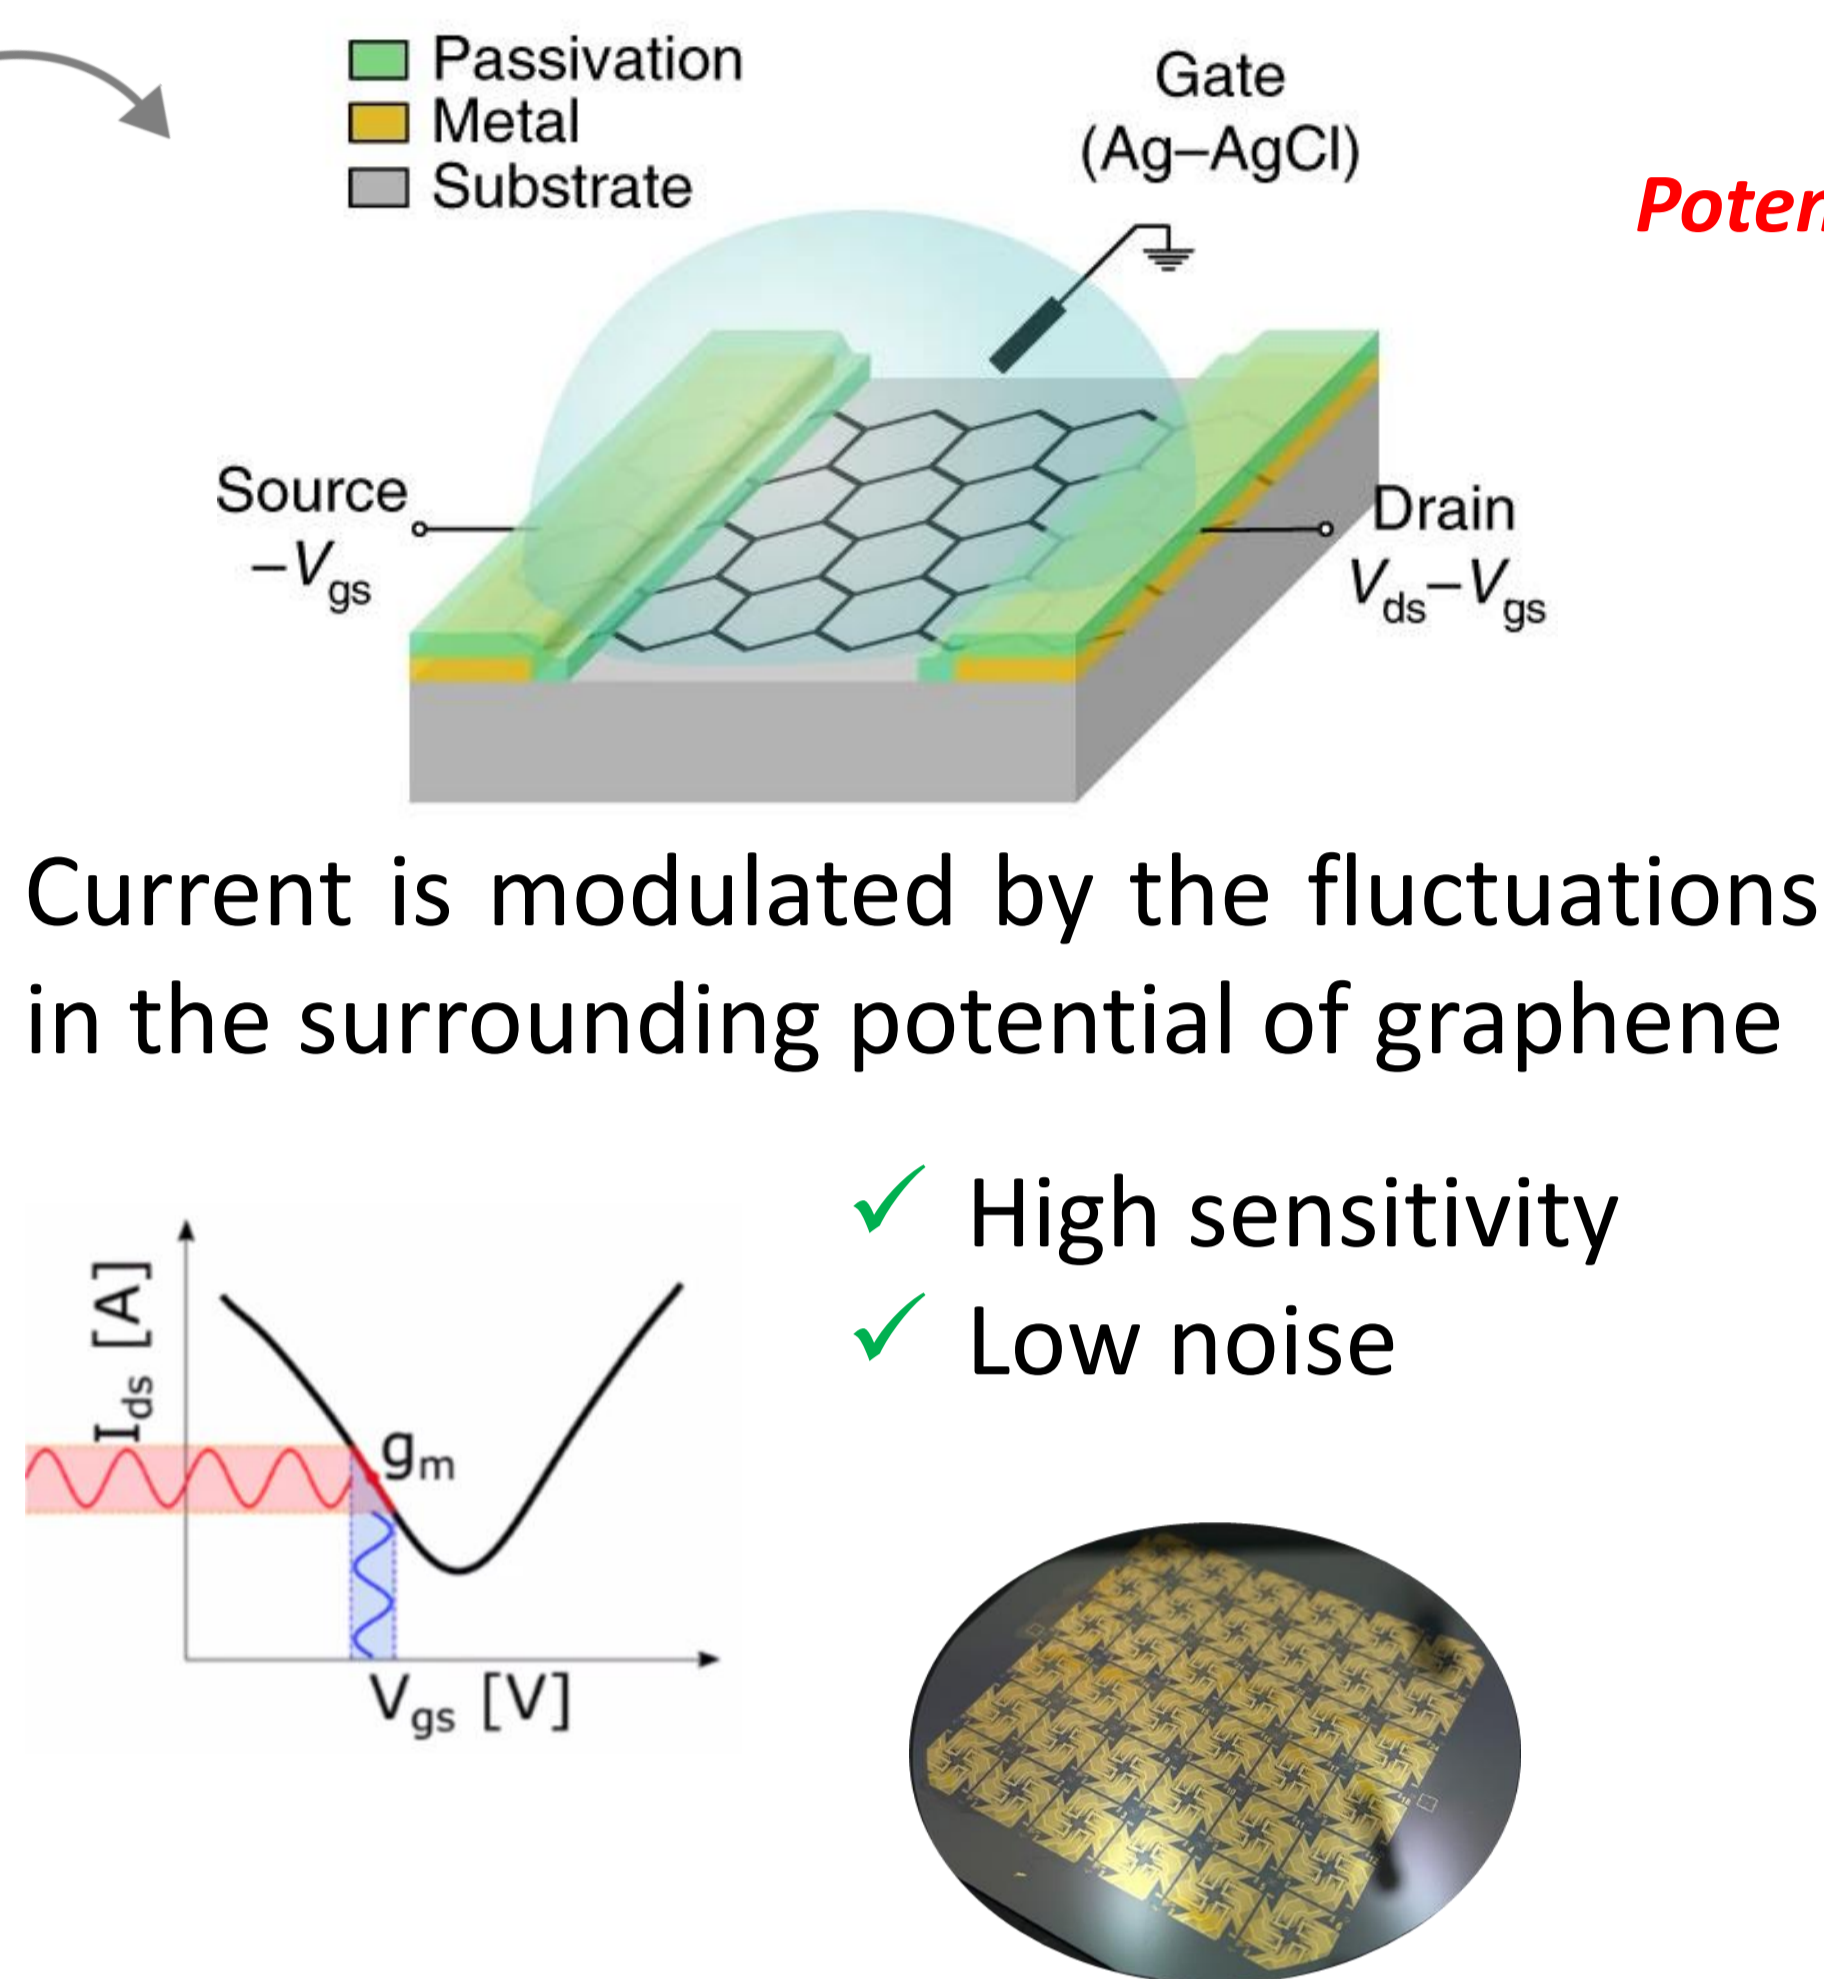 Passivation
Metal
Substrate
Gate
(Ag–AgCl)
Source
–Vgs
Drain
Vds–Vgs
Current is modulated by the fluctuations
in the surrounding potential of graphene
✓ High sensitivity
✓ Low noise
Ids [A]
gm
Vgs [V]